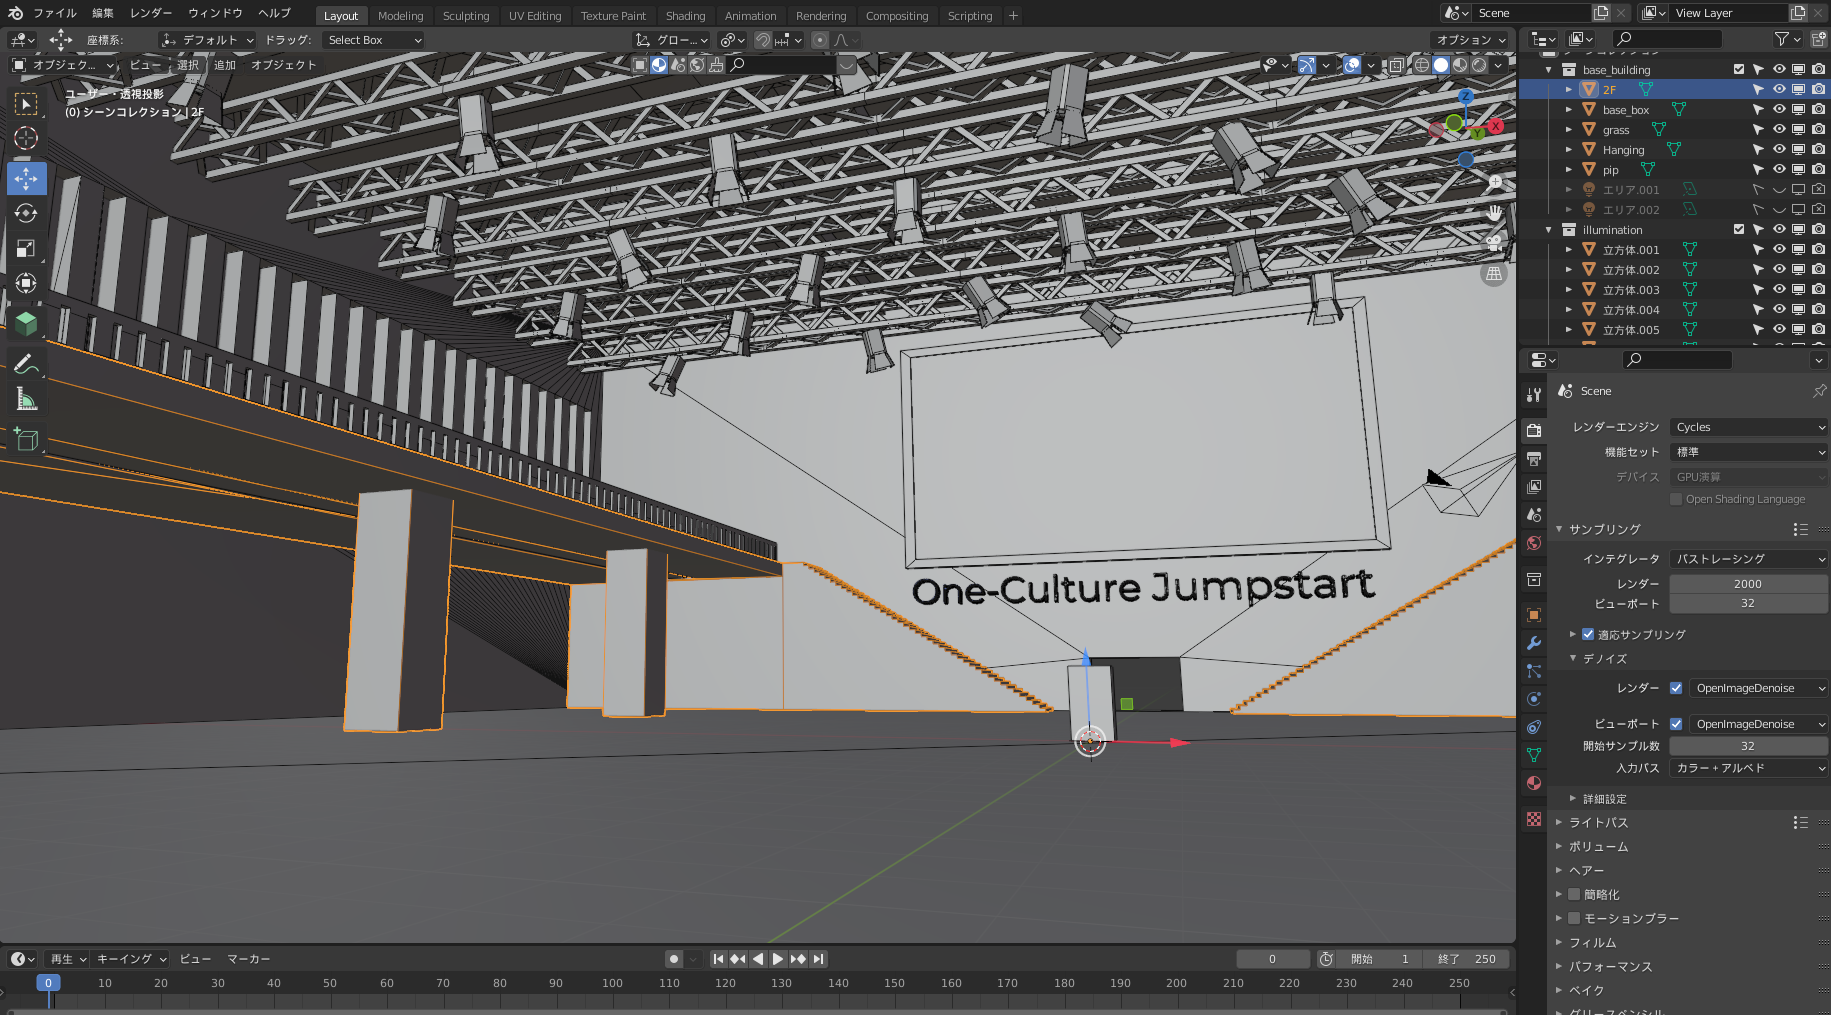 ファイル 編集 レンダー ウィンドウ ヘルプ Layout Modeling Sculpting UV Editing Texture Paint Shading Animation Rendering Compositing Scripting + Scene View Layer
座標系: デフォルト ドラッグ: Select Box グロー... オプション
オブジェク... ビュー 選択 追加 オブジェクト
ユーザー・透視投影
(0) シーンコレクション | 2F
Z
X
Y
One-Culture Jumpstart
base_building
2F
base_box
grass
Hanging
pip
エリア.001
エリア.002
illumination
立方体.001
立方体.002
立方体.003
立方体.004
立方体.005
Scene
レンダーエンジン Cycles
機能セット 標準
デバイス GPU演算
Open Shading Language
サンプリング
インテグレータ パストレーシング
レンダー 2000
ビューポート 32
適応サンプリング
デノイズ
レンダー OpenImageDenoise
ビューポート OpenImageDenoise
開始サンプル数 32
入力パス カラー + アルベド
詳細設定
ライトパス
ボリューム
ヘアー
簡略化
モーションブラー
フィルム
パフォーマンス
ベイク
グリースペンシル
再生 キーイング ビュー マーカー 0 開始 1 終了 250
0 10 20 30 40 50 60 70 80 90 100 110 120 130 140 150 160 170 180 190 200 210 220 230 240 250